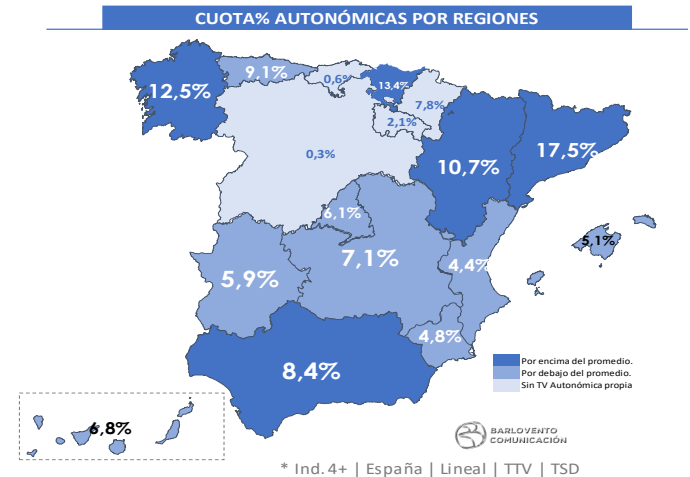 CUOTA% AUTONÓMICAS POR REGIONES
12,5%
9,1%
0,6%
13,4%
7,8%
2,1%
0,3%
10,7%
17,5%
6,1%
5,1%
7,1%
4,4%
5,9%
4,8%
8,4%
6,8%
Por encima del promedio.
Por debajo del promedio.
Sin TV Autonómica propia
BARLOVENTO
COMUNICACIÓN
* Ind. 4+ | España | Lineal | TTV | TSD